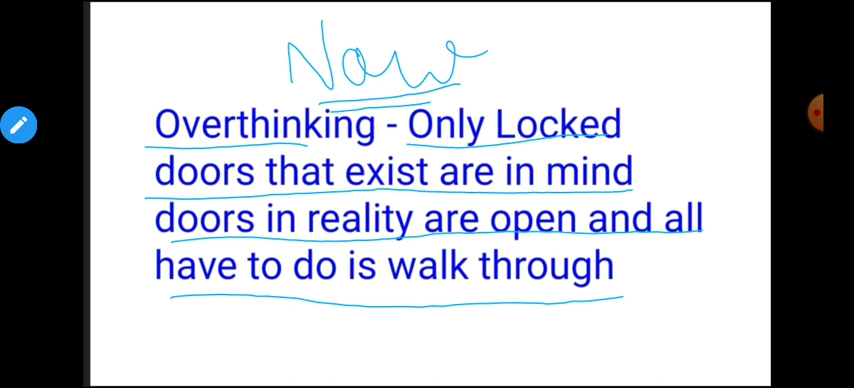 Now
Overthinking - Only Locked
doors that exist are in mind
doors in reality are open and all
have to do is walk through